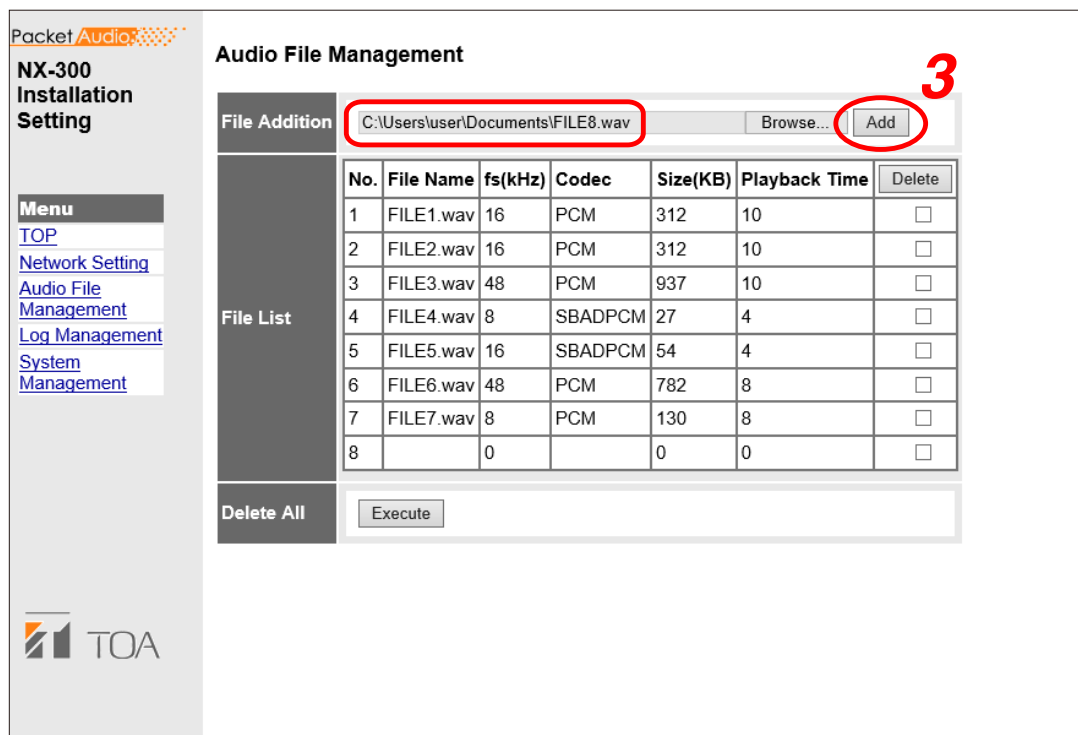 Packet Audio
NX-300
Installation
Setting
Menu
TOP
Network Setting
Audio File
Management
Log Management
System
Management
TOA
Audio File Management
3
File Addition C:\Users\user\Documents\FILE8.wav Browse... Add
File List
No. File Name fs(kHz) Codec Size(KB) Playback Time Delete
1 FILE1.wav 16 PCM 312 10
2 FILE2.wav 16 PCM 312 10
3 FILE3.wav 48 PCM 937 10
4 FILE4.wav 8 SBADPCM 27 4
5 FILE5.wav 16 SBADPCM 54 4
6 FILE6.wav 48 PCM 782 8
7 FILE7.wav 8 PCM 130 8
8 0 0 0
Delete All Execute